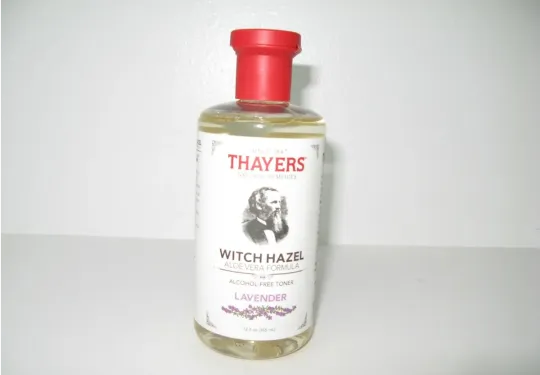 THAYERS
WITCH HAZEL
ALOE VERA FORMULA
ALCOHOL-FREE TONER
LAVENDER